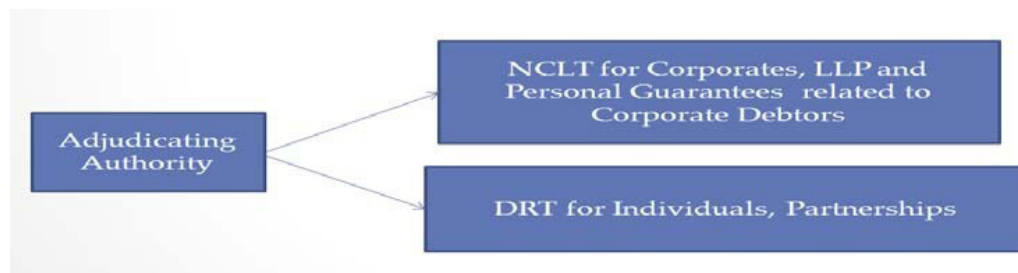 Adjudicating
Authority
NCLT for Corporates, LLP and
Personal Guarantees related to
Corporate Debtors
DRT for Individuals, Partnerships